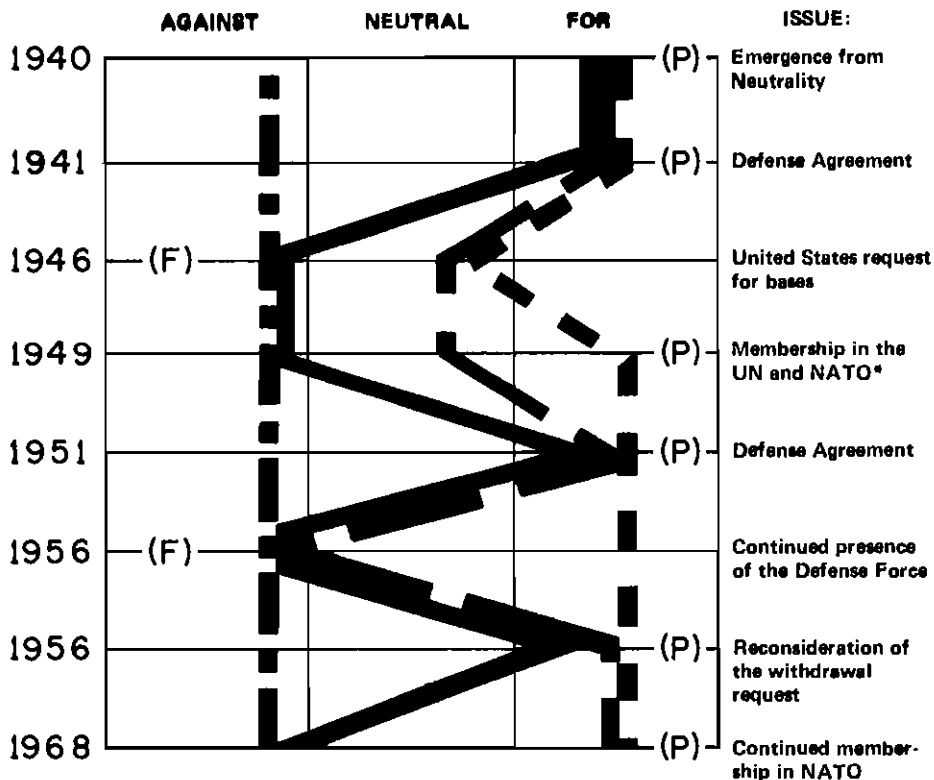 AGAINST NEUTRAL FOR ISSUE:
1940 (P) Emergence from
Neutrality
1941 (P) Defense Agreement
1946 (F) United States request
for bases
1949 (P) Membership in the
UN and NATO*
1951 (P) Defense Agreement
1956 (F) Continued presence
of the Defense Force
1956 (P) Reconsideration of
the withdrawal
request
1968 (P) Continued member-
ship in NATO